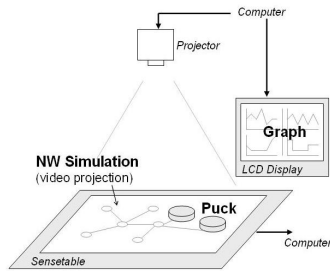 Computer
Projector
Graph
LCD Display
NW Simulation
(video projection)
Puck
Computer
Sensetable